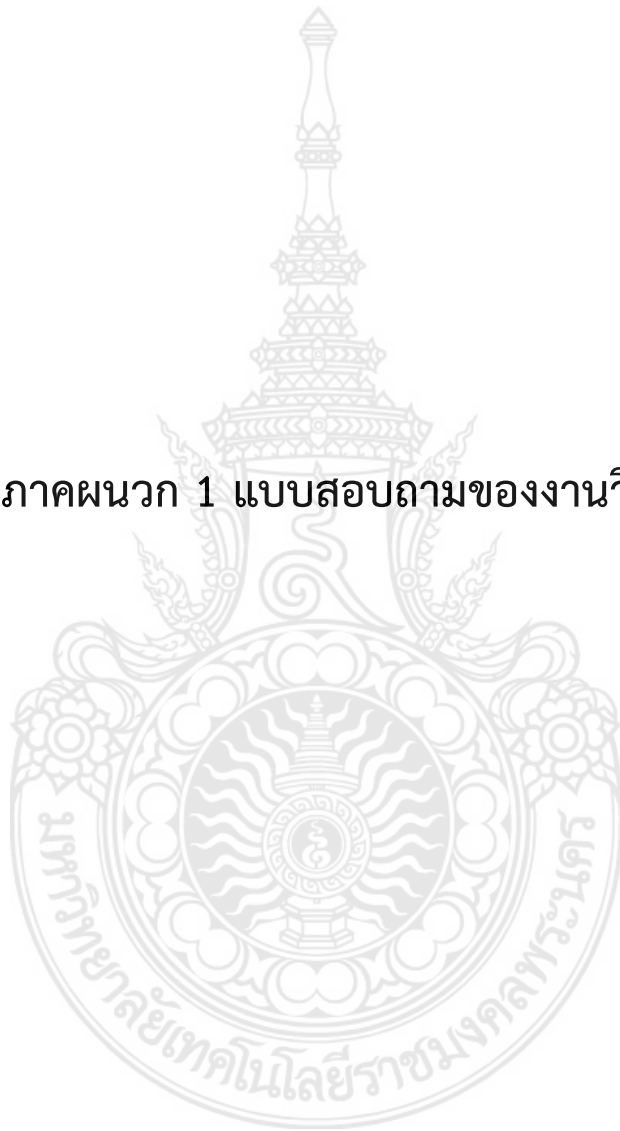 ภาคผนวก 1 แบบสอบถามของงานวิ
มหาวิทยาลัยเทคโนโลยีราชมงคลพระนคร